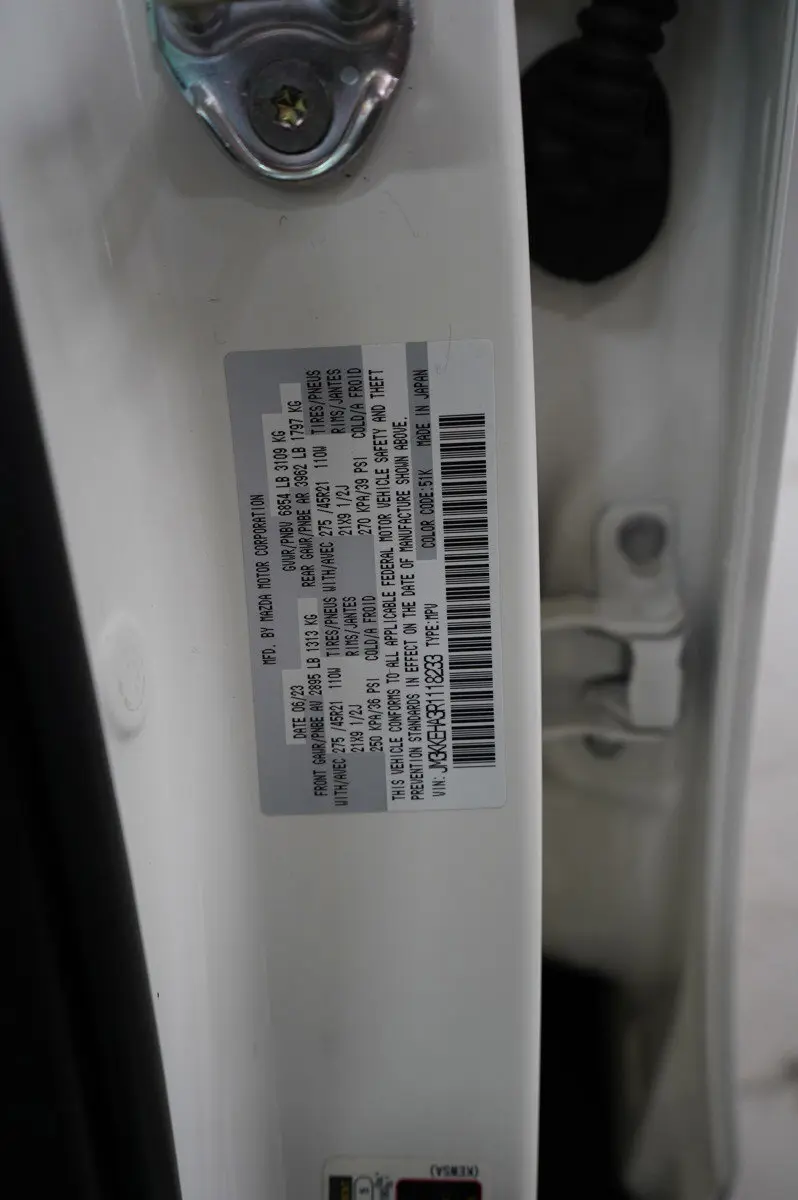 MFD. BY MAZDA MOTOR CORPORATION
DATE 06/23
GVWR/PNBV 6854 LB 3109 KG
FRONT GAWR/PNBE AV 2895 LB 1313 KG
REAR GAWR/PNBE AR 3962 LB 1797 KG
WITH/AVEC 275 /45R21 110W TIRES/PNEUS
WITH/AVEC 275 /45R21 110W TIRES/PNEUS
21X9 1/2J RIMS/JANTES
21X9 1/2J RIMS/JANTES
250 KPA/36 PSI COLD/A FROID
270 KPA/39 PSI COLD/A FROID
THIS VEHICLE CONFORMS TO ALL APPLICABLE FEDERAL MOTOR VEHICLE SAFETY AND THEFT
PREVENTION STANDARDS IN EFFECT ON THE DATE OF MANUFACTURE SHOWN ABOVE.
VIN: JM3KKEHA3R1118233 TYPE:MPV COLOR CODE:51K MADE IN JAPAN
(KENSA)